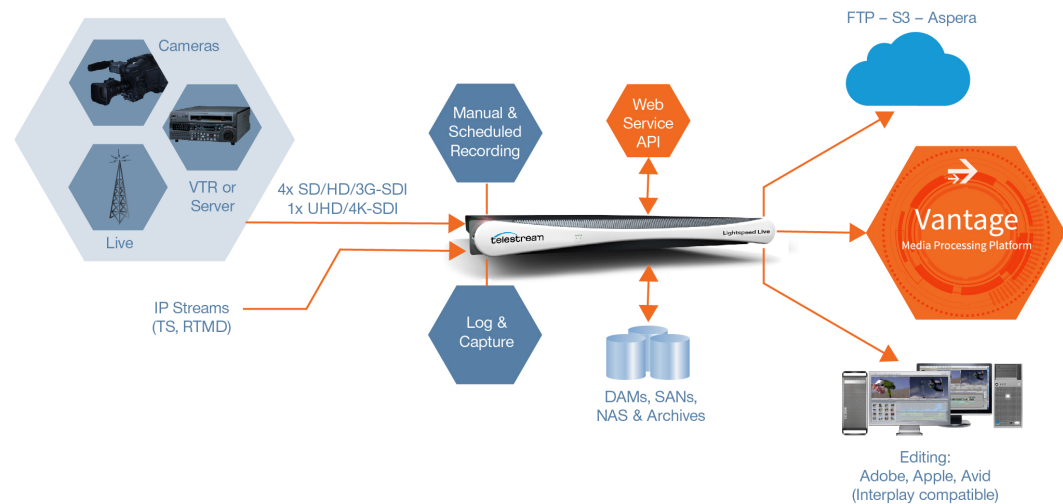 FTP – S3 – Aspera
Cameras
VTR or
Server
Live
4x SD/HD/3G-SDI
1x UHD/4K-SDI
IP Streams
(TS, RTMD)
Manual &
Scheduled
Recording
Web
Service
API
telestream
Lightspeed Live
Log &
Capture
DAMs, SANs,
NAS & Archives
Vantage
Media Processing Platform
Editing:
Adobe, Apple, Avid
(Interplay compatible)